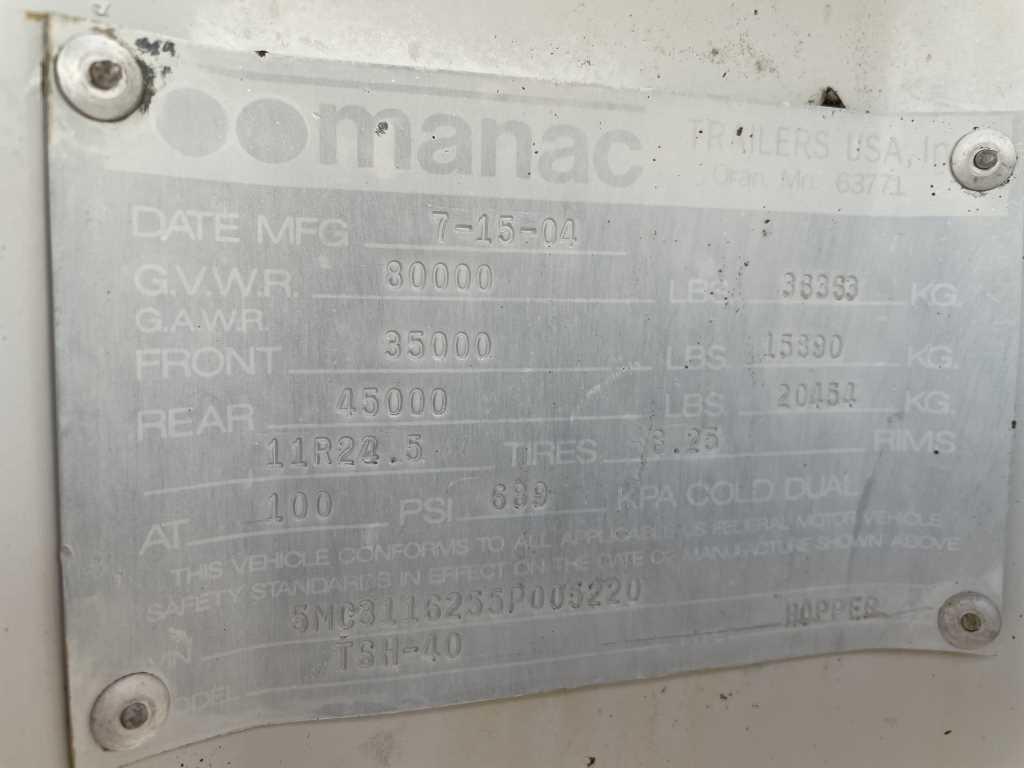 manac TRAILERS USA, In
Oran, Mo. 63771
DATE MFG 7-15-04
G.V.W.R. 80000 LBS 36363 KG.
G.A.W.R.
FRONT 35000 LBS 15890 KG.
REAR 45000 LBS 20454 KG.
11R22.5 TIRES 8.25 RIMS
AT 100 PSI 689 KPA COLD DUAL
THIS VEHICLE CONFORMS TO ALL APPLICABLE US FEDERAL MOTOR VEHICLE
SAFETY STANDARDS IN EFFECT ON THE DATE OF MANUFACTURE SHOWN ABOVE
VIN 5MC3116255P005220
MODEL TSH-40 HOPPER